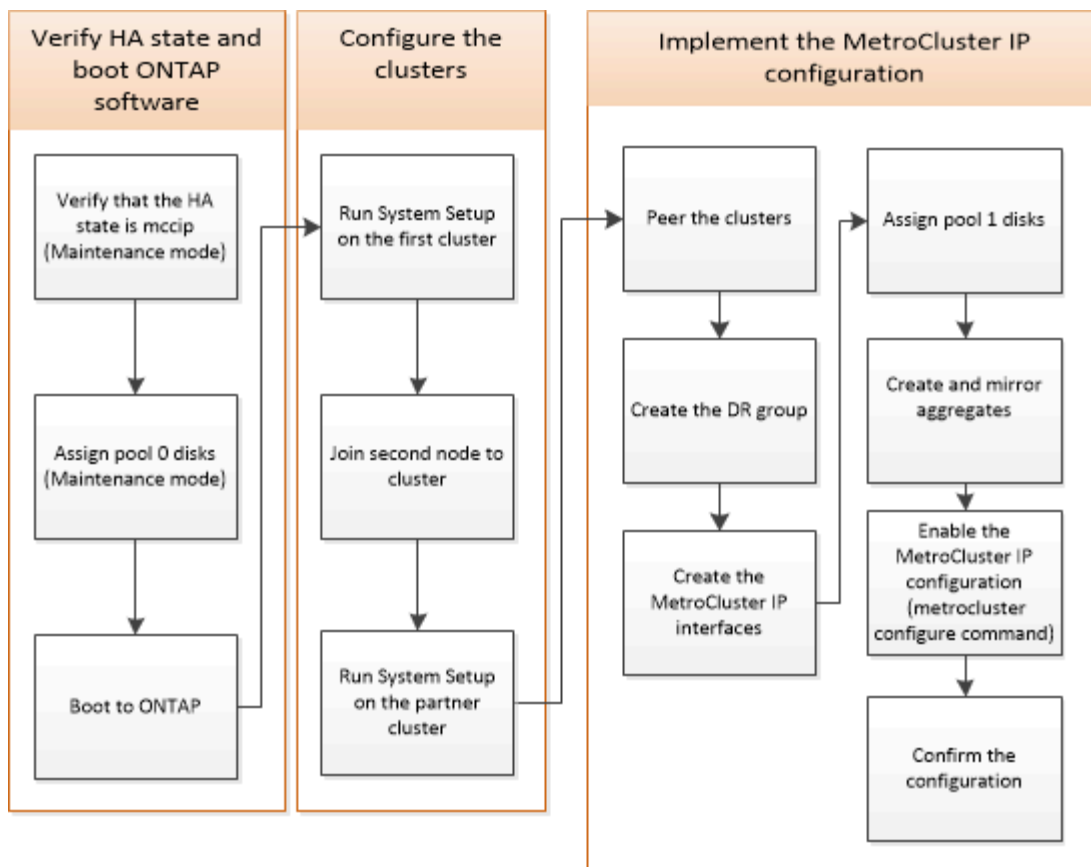 Verify HA state and
boot ONTAP
software
Verify that the HA
state is mccip
(Maintenance mode)
Assign pool 0 disks
(Maintenance mode)
Boot to ONTAP
Configure the
clusters
Run System Setup
on the first cluster
Join second node to
cluster
Run System Setup
on the partner
cluster
Implement the MetroCluster IP
configuration
Peer the clusters
Create the DR group
Create the
MetroCluster IP
interfaces
Assign pool 1 disks
Create and mirror
aggregates
Enable the
MetroCluster IP
configuration
(metrocluster
configure command)
Confirm the
configuration